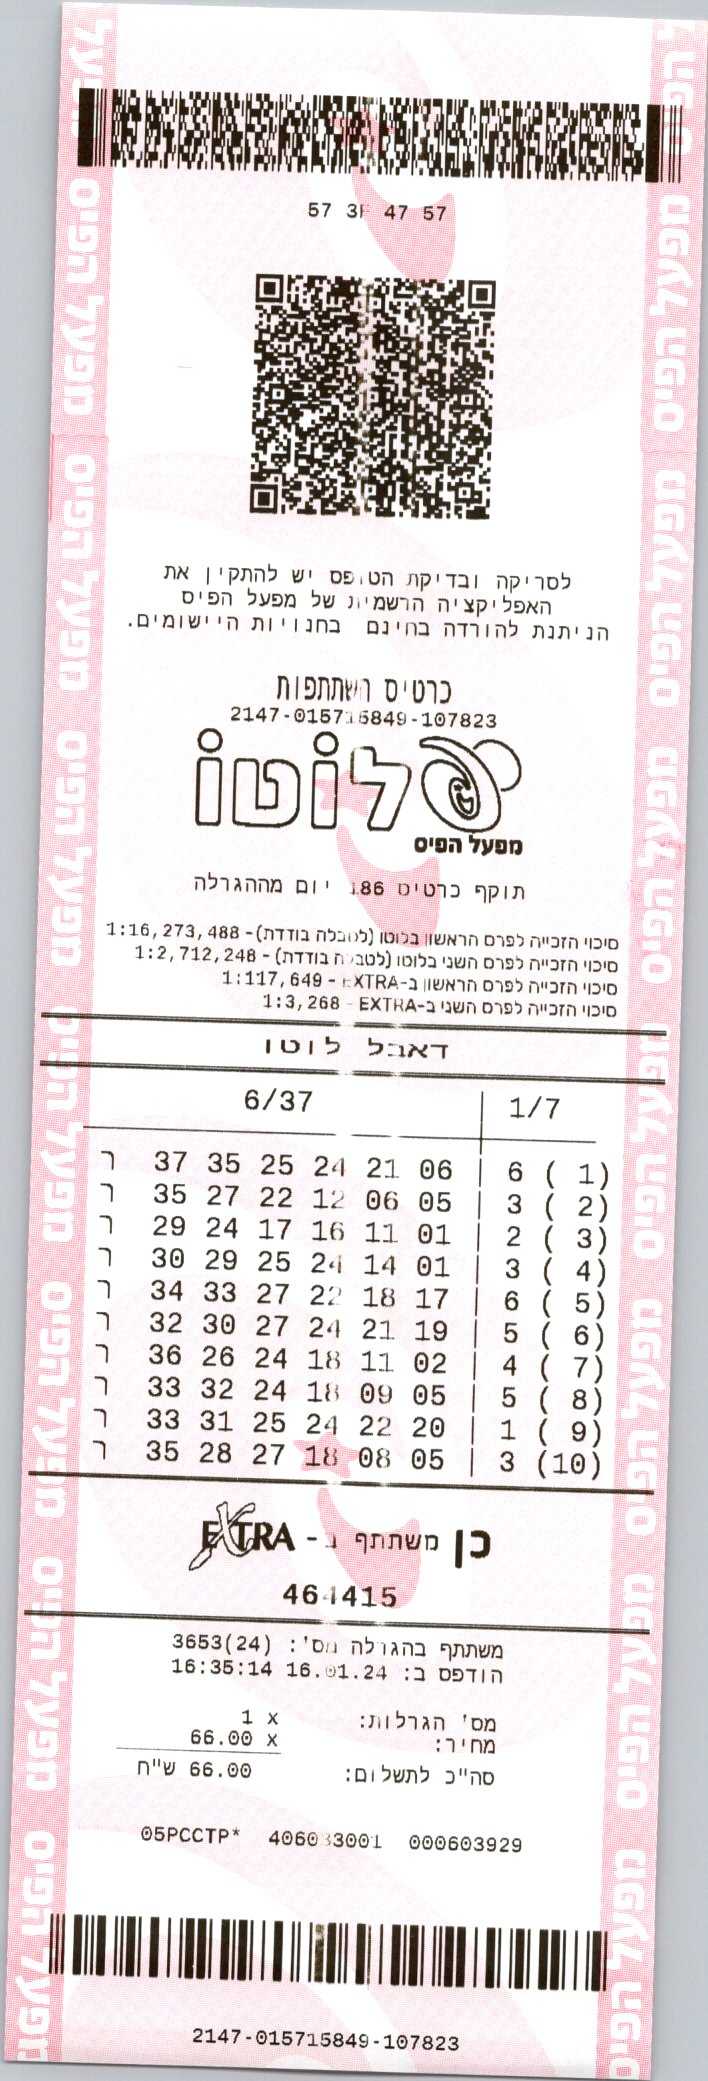 57 3F 47 57
לסריקה ובדיקת הטופס יש להתקין את
האפליקציה הרשמית של מפעל הפיס
הניתנת להורדה בחינם בחנויות היישומים.
כרטיס השתתפות
2147-015715849-107823
לוטו
מפעל הפיס
תוקף כרטיס 186 יום מההגרלה
סיכוי הזכייה לפרס הראשון בלוטו (לטבלה בודדת) - 1:16,273,488
סיכוי הזכייה לפרס השני בלוטו (לטבלה בודדת) - 1:2,712,248
סיכוי הזכייה לפרס הראשון ב-EXTRA - 1:117,649
סיכוי הזכייה לפרס השני ב-EXTRA - 1:3,268
דאבל לוטו
6/37 | 1/7
ר 37 35 25 24 21 06 | 6 ( 1)
ר 35 27 22 12 06 05 | 3 ( 2)
ר 29 24 17 16 11 01 | 2 ( 3)
ר 30 29 25 24 14 01 | 3 ( 4)
ר 34 33 27 22 18 17 | 6 ( 5)
ר 32 30 27 24 21 19 | 5 ( 6)
ר 36 26 24 18 11 02 | 4 ( 7)
ר 33 32 24 18 09 05 | 5 ( 8)
ר 33 31 25 24 22 20 | 1 ( 9)
ר 35 28 27 18 08 05 | 3 (10)
כן משתתף ב- EXTRA
464415
משתתף בהגרלה מס': 3653(24)
הודפס ב: 16.01.24 16:35:14
מס' הגרלות: x 1
מחיר: x 66.00
סה"כ לתשלום: 66.00 ש"ח
05PCCTP* 406033001 000603929
2147-015715849-107823
מפעל הפיס